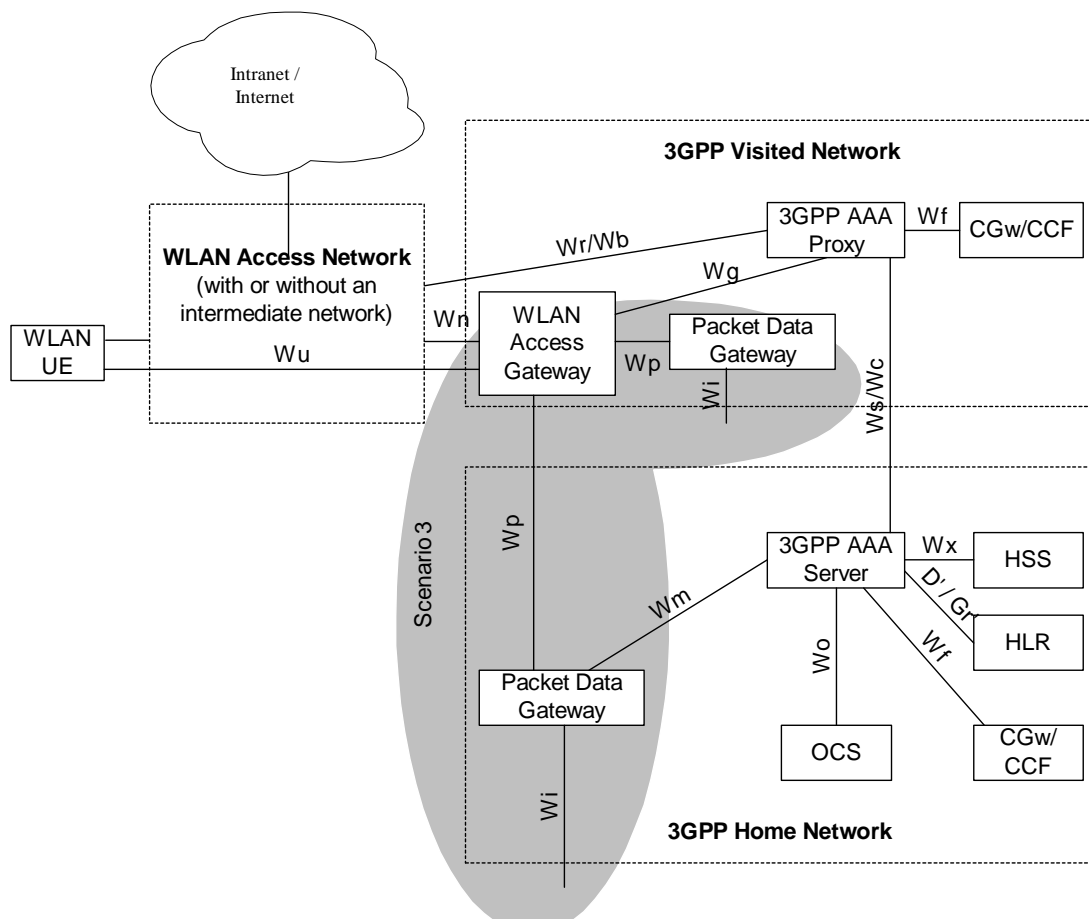 Intranet /
Internet
3GPP Visited Network
3GPP AAA
Proxy
Wf
CGw/CCF
Wr/Wb
WLAN Access Network
(with or without an
intermediate network)
Wg
WLAN
Access
Gateway
Packet Data
Gateway
Wn
WLAN
UE
Wu
Wp
Wi
Ws/Wc
Scenario 3
Wp
3GPP AAA
Server
Wx
HSS
D' / Gr'
HLR
Wm
Wo
Wf
Packet Data
Gateway
OCS
CGw/
CCF
Wi
3GPP Home Network